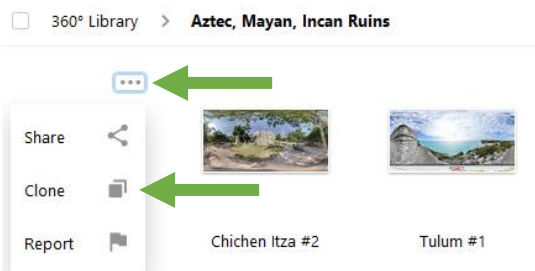 360° Library > Aztec, Mayan, Incan Ruins
Share
Clone
Report
Chichen Itza #2
Tulum #1